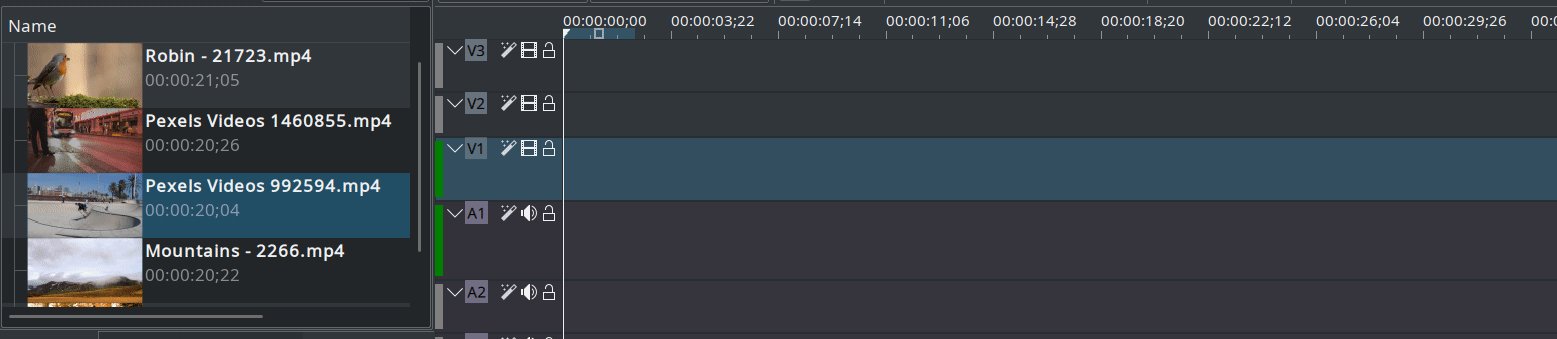 Name
Robin - 21723.mp4
00:00:21;05
Pexels Videos 1460855.mp4
00:00:20;26
Pexels Videos 992594.mp4
00:00:20;04
Mountains - 2266.mp4
00:00:20;22
00:00:00;00 00:00:03;22 00:00:07;14 00:00:11;06 00:00:14;28 00:00:18;20 00:00:22;12 00:00:26;04 00:00:29;26
V3
V2
V1
A1
A2